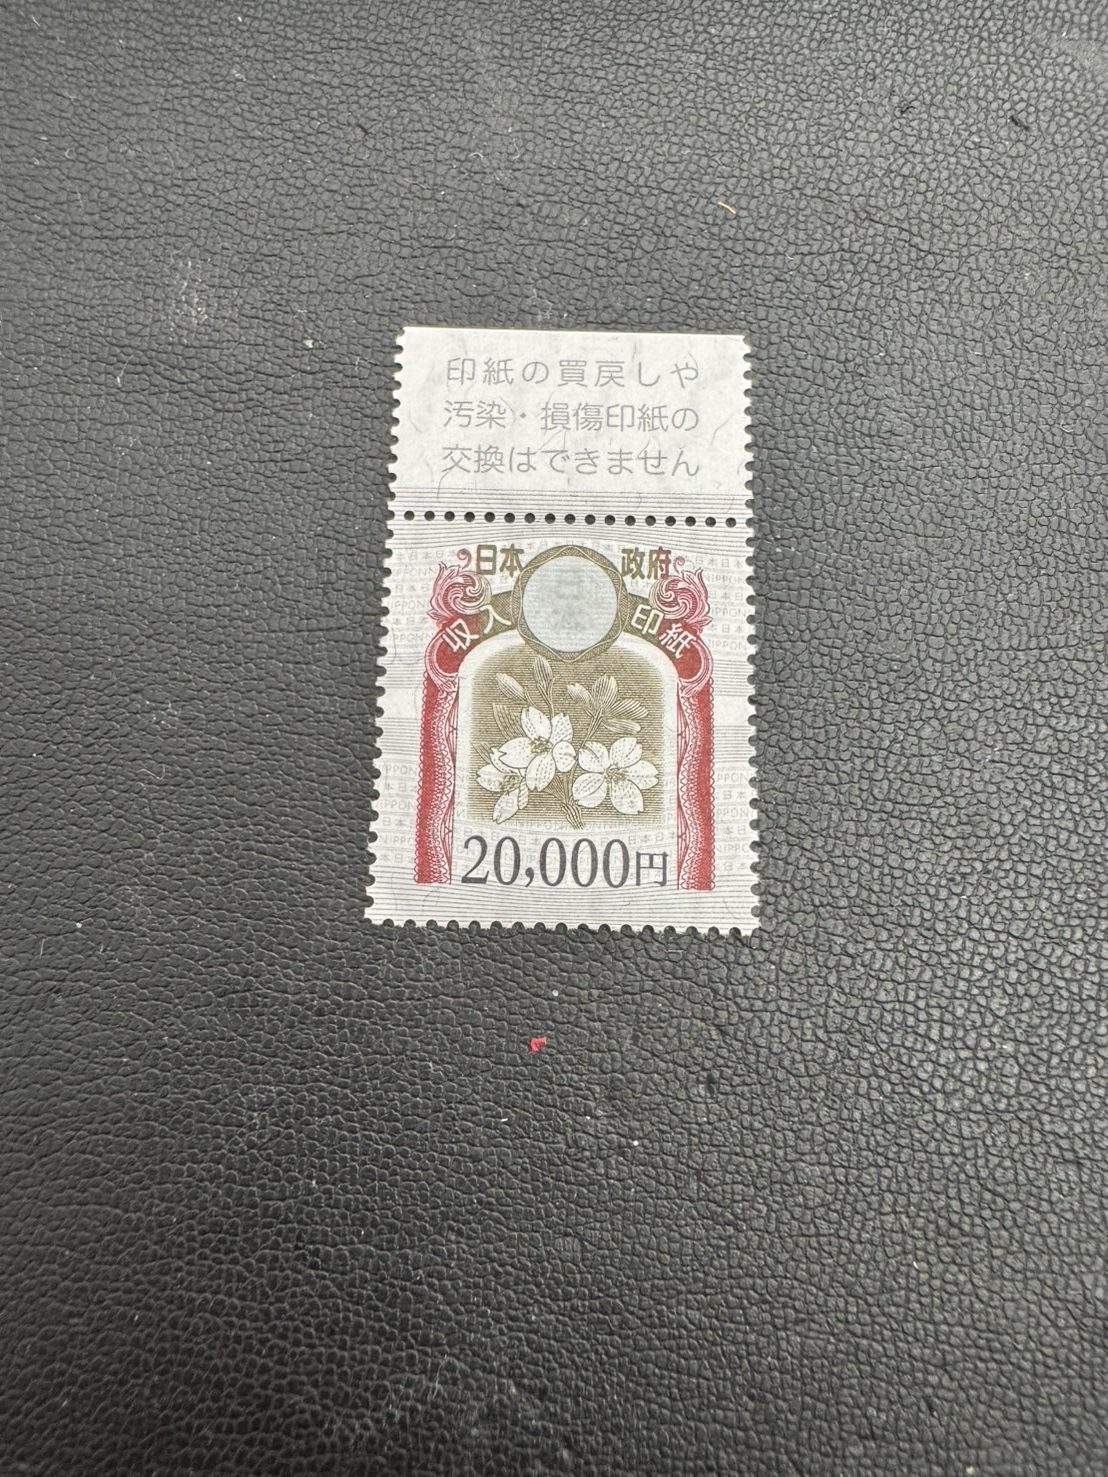 印紙の買戻しや
汚染・損傷印紙の
交換はできません
日本 政府
収入 印紙
20,000円